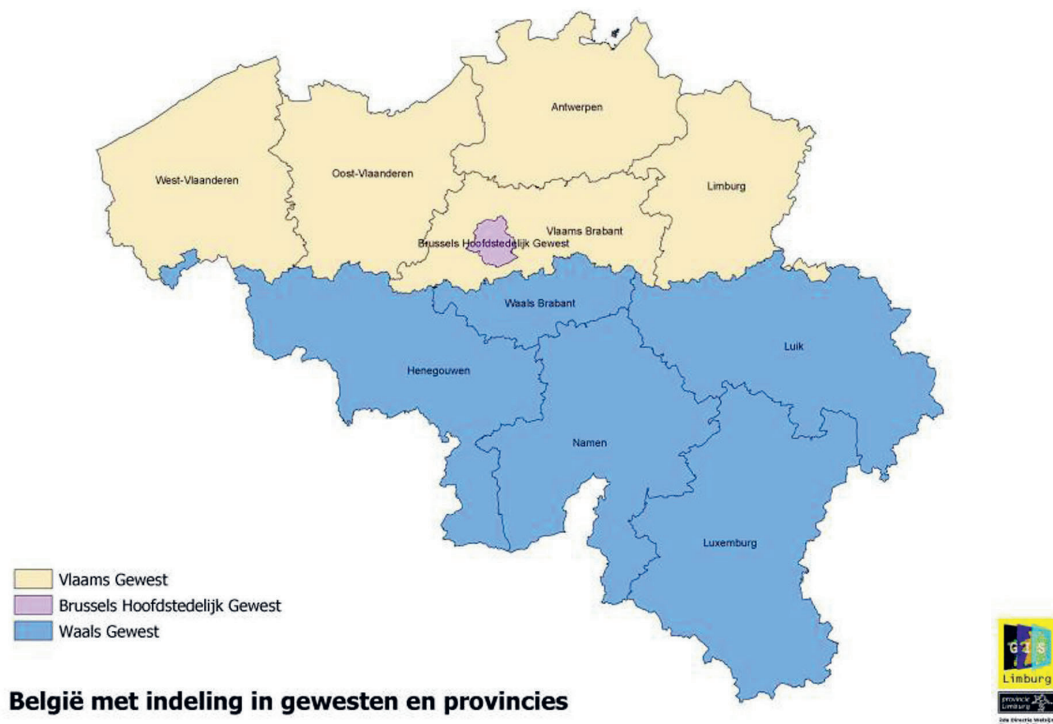 Antwerpen
West-Vlaanderen
Oost-Vlaanderen
Limburg
Vlaams Brabant
Brussels Hoofdstedelijk Gewest
Waals Brabant
Luik
Henegouwen
Namen
Luxemburg
Vlaams Gewest
Brussels Hoofdstedelijk Gewest
Waals Gewest
België met indeling in gewesten en provincies
GIS
Limburg
provincie
Limburg